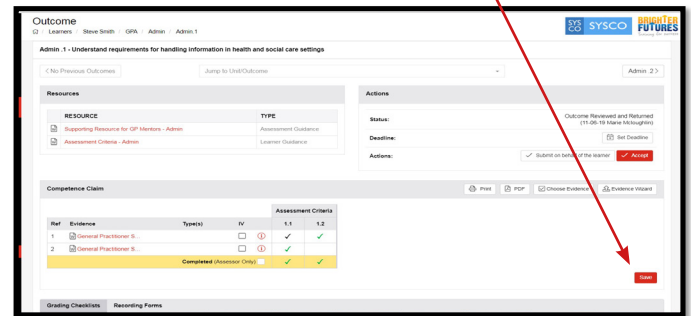 Outcome
Learners / Steve Smith / GPA / Admin / Admin 1
SYS CO SYSCO
BRIGHTER FUTURES
Admin .1 - Understand requirements for handling information in health and social care settings
< No Previous Outcomes
Jump to Unit/Outcome
Admin .2 >
Resources
RESOURCE TYPE
Supporting Resource for GP Mentors - Admin Assessment Guidance
Assessment Criteria - Admin Learner Guidance
Actions
Status: Outcome Reviewed and Returned
(11-06-19 Marie Mcloughlin)
Deadline: Set Deadline
Actions: Submit on behalf of the learner Accept
Competence Claim
Print PDF Choose Evidence Evidence Wizard
Assessment Criteria
Ref Evidence Type(s) IV 1.1 1.2
1 General Practitioner S...
2 General Practitioner S...
Completed (Assessor Only)
Save
Grading Checklists Recording Forms